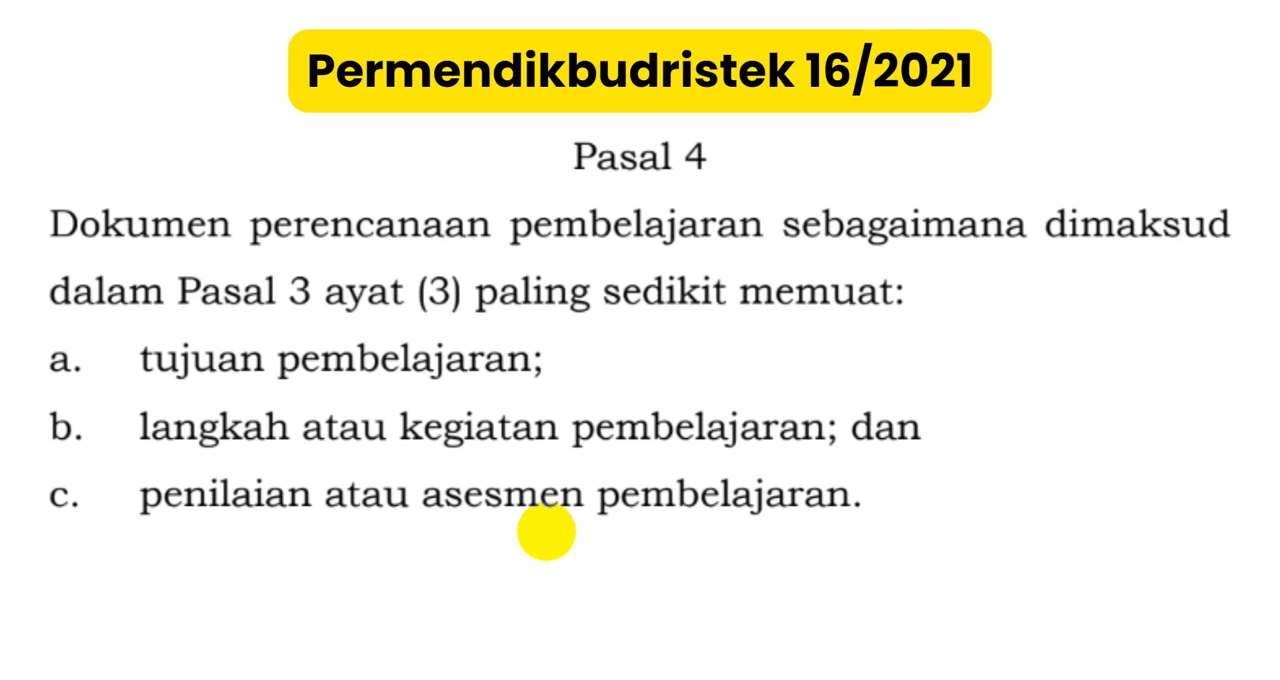 Permendikbudristek 16/2021
Pasal 4
Dokumen perencanaan pembelajaran sebagaimana dimaksud
dalam Pasal 3 ayat (3) paling sedikit memuat:
a. tujuan pembelajaran;
b. langkah atau kegiatan pembelajaran; dan
c. penilaian atau asesmen pembelajaran.